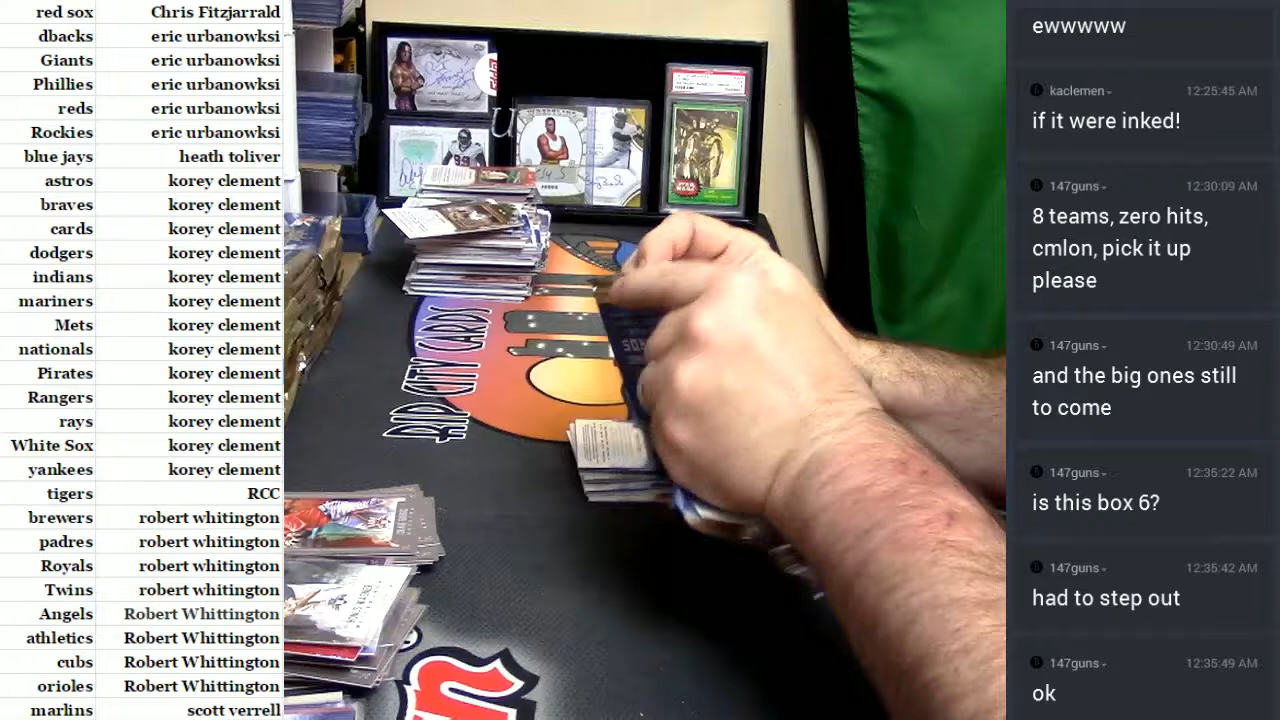 red sox Chris Fitzjarrald
dbacks eric urbanowksi
Giants eric urbanowksi
Phillies eric urbanowksi
reds eric urbanowksi
Rockies eric urbanowksi
blue jays heath toliver
astros korey clement
braves korey clement
cards korey clement
dodgers korey clement
indians korey clement
mariners korey clement
Mets korey clement
nationals korey clement
Pirates korey clement
Rangers korey clement
rays korey clement
White Sox korey clement
yankees korey clement
tigers RCC
brewers robert whitington
padres robert whitington
Royals robert whitington
Twins robert whitington
Angels Robert Whittington
athletics Robert Whittington
cubs Robert Whittington
orioles Robert Whittington
marlins scott verrell
STAR
WARS
RIP CITY CARDS
ewwwww
kaclemen 12:25:45 AM
if it were inked!
147guns 12:30:09 AM
8 teams, zero hits,
cmlon, pick it up
please
147guns 12:30:49 AM
and the big ones still
to come
147guns 12:35:22 AM
is this box 6?
147guns 12:35:42 AM
had to step out
147guns 12:35:49 AM
ok